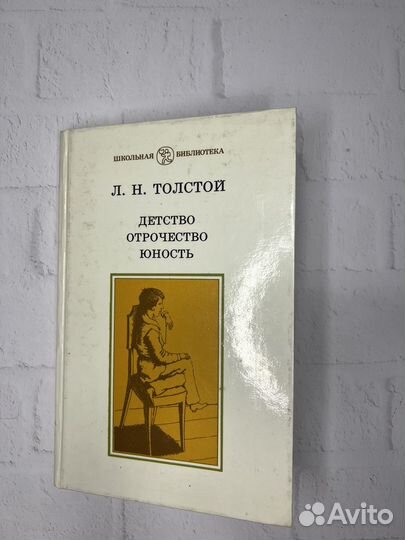 ШКОЛЬНАЯ БИБЛИОТЕКА
Л. Н. ТОЛСТОЙ
ДЕТСТВО
ОТРОЧЕСТВО
ЮНОСТЬ
Avito